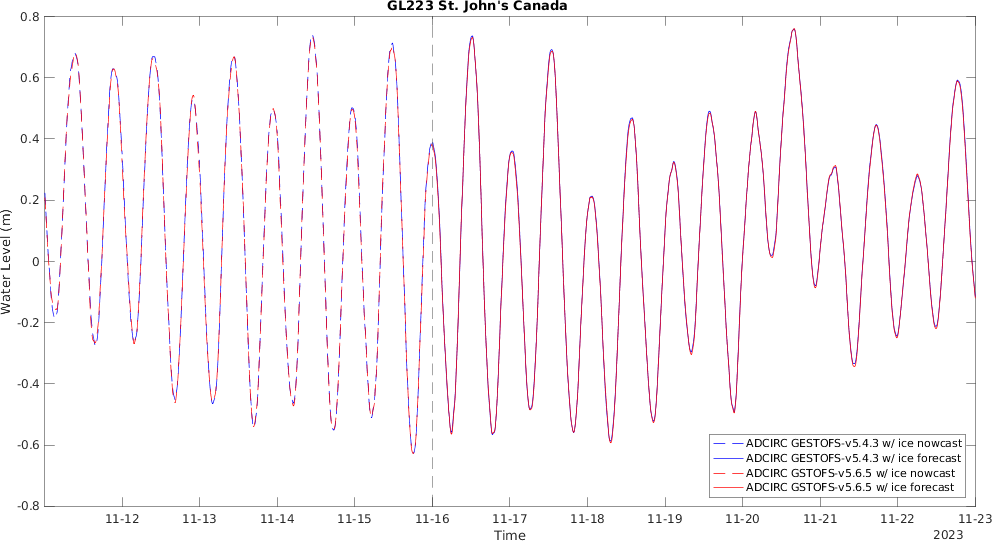 GL223 St. John's Canada
Water Level (m)
0.8
0.6
0.4
0.2
0
-0.2
-0.4
-0.6
-0.8
ADCIRC GESTOFS-v5.4.3 w/ ice nowcast
ADCIRC GESTOFS-v5.4.3 w/ ice forecast
ADCIRC GSTOFS-v5.6.5 w/ ice nowcast
ADCIRC GSTOFS-v5.6.5 w/ ice forecast
11-12 11-13 11-14 11-15 11-16 11-17 11-18 11-19 11-20 11-21 11-22 11-23
Time
2023